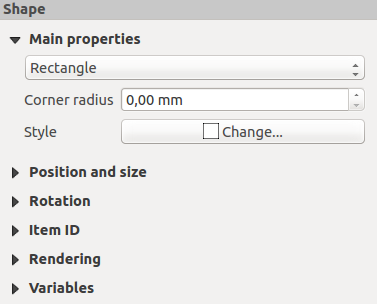 Shape
Main properties
Rectangle
Corner radius 0,00 mm
Style Change...
Position and size
Rotation
Item ID
Rendering
Variables